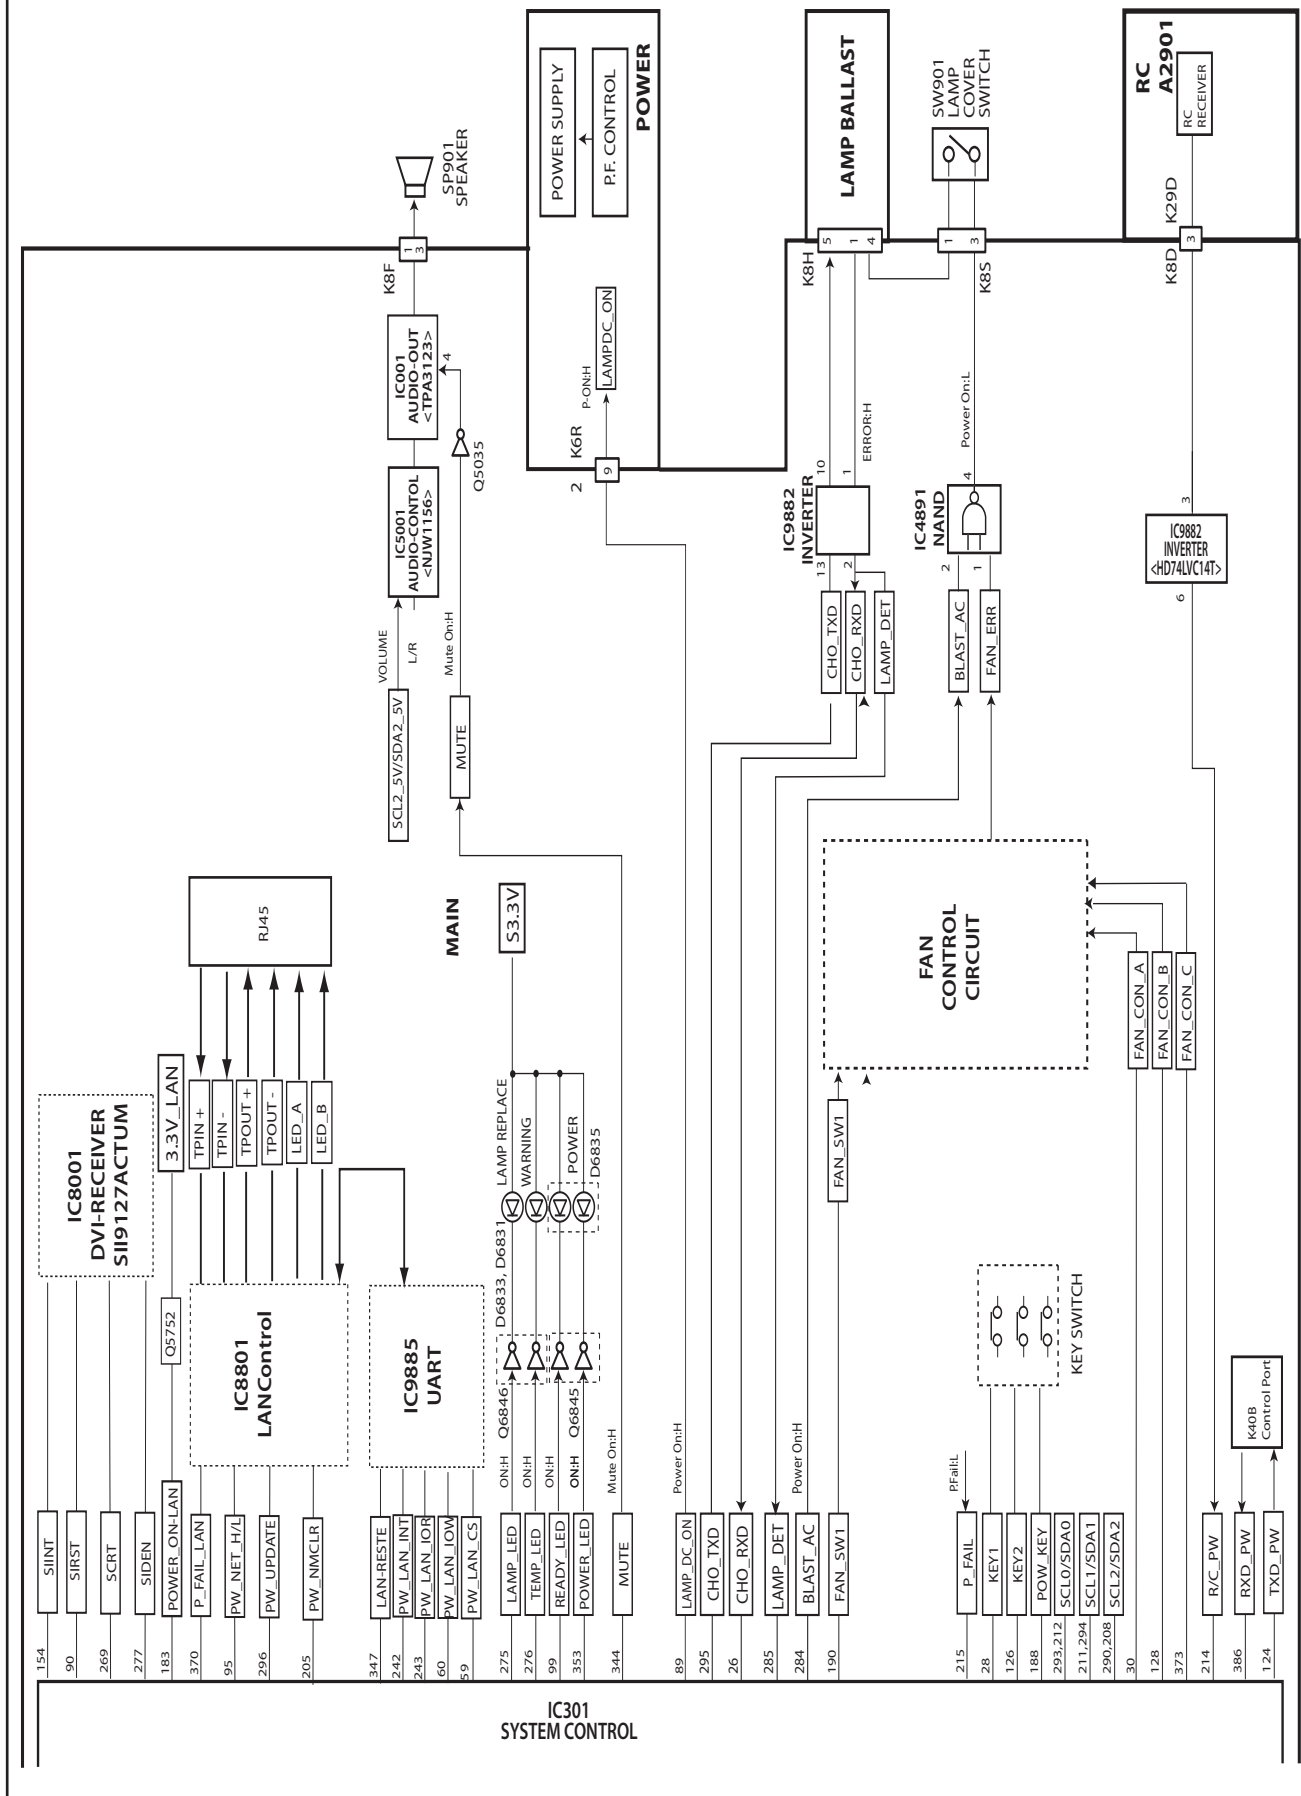 SP901
SPEAKER
K8F
1
3
IC001
AUDIO-OUT
<TPA3123>
4
IC5001
AUDIO-CONTOL
<NJW1156>
Q5035
VOLUME
L/R
Mute On:H
SCL2_5V/SDA2_5V
MUTE
POWER SUPPLY
P.F. CONTROL
POWER
LAMPDC_ON
P-ON:H
K6R
9
2
LAMP BALLAST
K8H
5
1
4
SW901
LAMP
COVER
SWITCH
1
3
K8S
RC
A2901
RC
RECEIVER
K29D
3
K8D
10
1
ERROR:H
IC9882
INVERTER
13
2
CHO_TXD
CHO_RXD
LAMP_DET
Power On:L
4
IC4891
NAND
2
1
BLAST_AC
FAN_ERR
3
IC9882
INVERTER
<HD74LVC14T>
6
RJ45
MAIN
S3.3V
IC8001
DVI-RECEIVER
SII9127ACTUM
3.3V_LAN
TPIN +
TPIN -
TPOUT +
TPOUT -
LED_A
LED_B
Q5752
IC8801
LANControl
IC9885
UART
LAMP REPLACE
WARNING
POWER
D6835
D6833, D6831
Q6846
Q6845
ON:H
ON:H
ON:H
ON:H
Mute On:H
FAN
CONTROL
CIRCUIT
FAN_CON_A
FAN_CON_B
FAN_CON_C
FAN_SW1
KEY SWITCH
K40B
Control Port
Power On:H
Power On:H
P.Fail:L
154
SIINT
90
SIRST
269
SCRT
277
SIDEN
183
POWER_ON-LAN
370
P_FAIL_LAN
95
PW_NET_H/L
296
PW_UPDATE
205
PW_NMCLR
347
LAN-RESTE
242
PW_LAN_INT
243
PW_LAN_IOR
60
PW_LAN_IOW
59
PW_LAN_CS
275
LAMP_LED
276
TEMP_LED
99
READY_LED
353
POWER_LED
344
MUTE
89
LAMP_DC_ON
295
CHO_TXD
26
CHO_RXD
285
LAMP_DET
284
BLAST_AC
190
FAN_SW1
215
P_FAIL
28
KEY1
126
KEY2
188
POW_KEY
293,212
SCL0/SDA0
211,294
SCL1/SDA1
290,208
SCL2/SDA2
30
128
373
214
R/C_PW
386
RXD_PW
124
TXD_PW
IC301
SYSTEM CONTROL